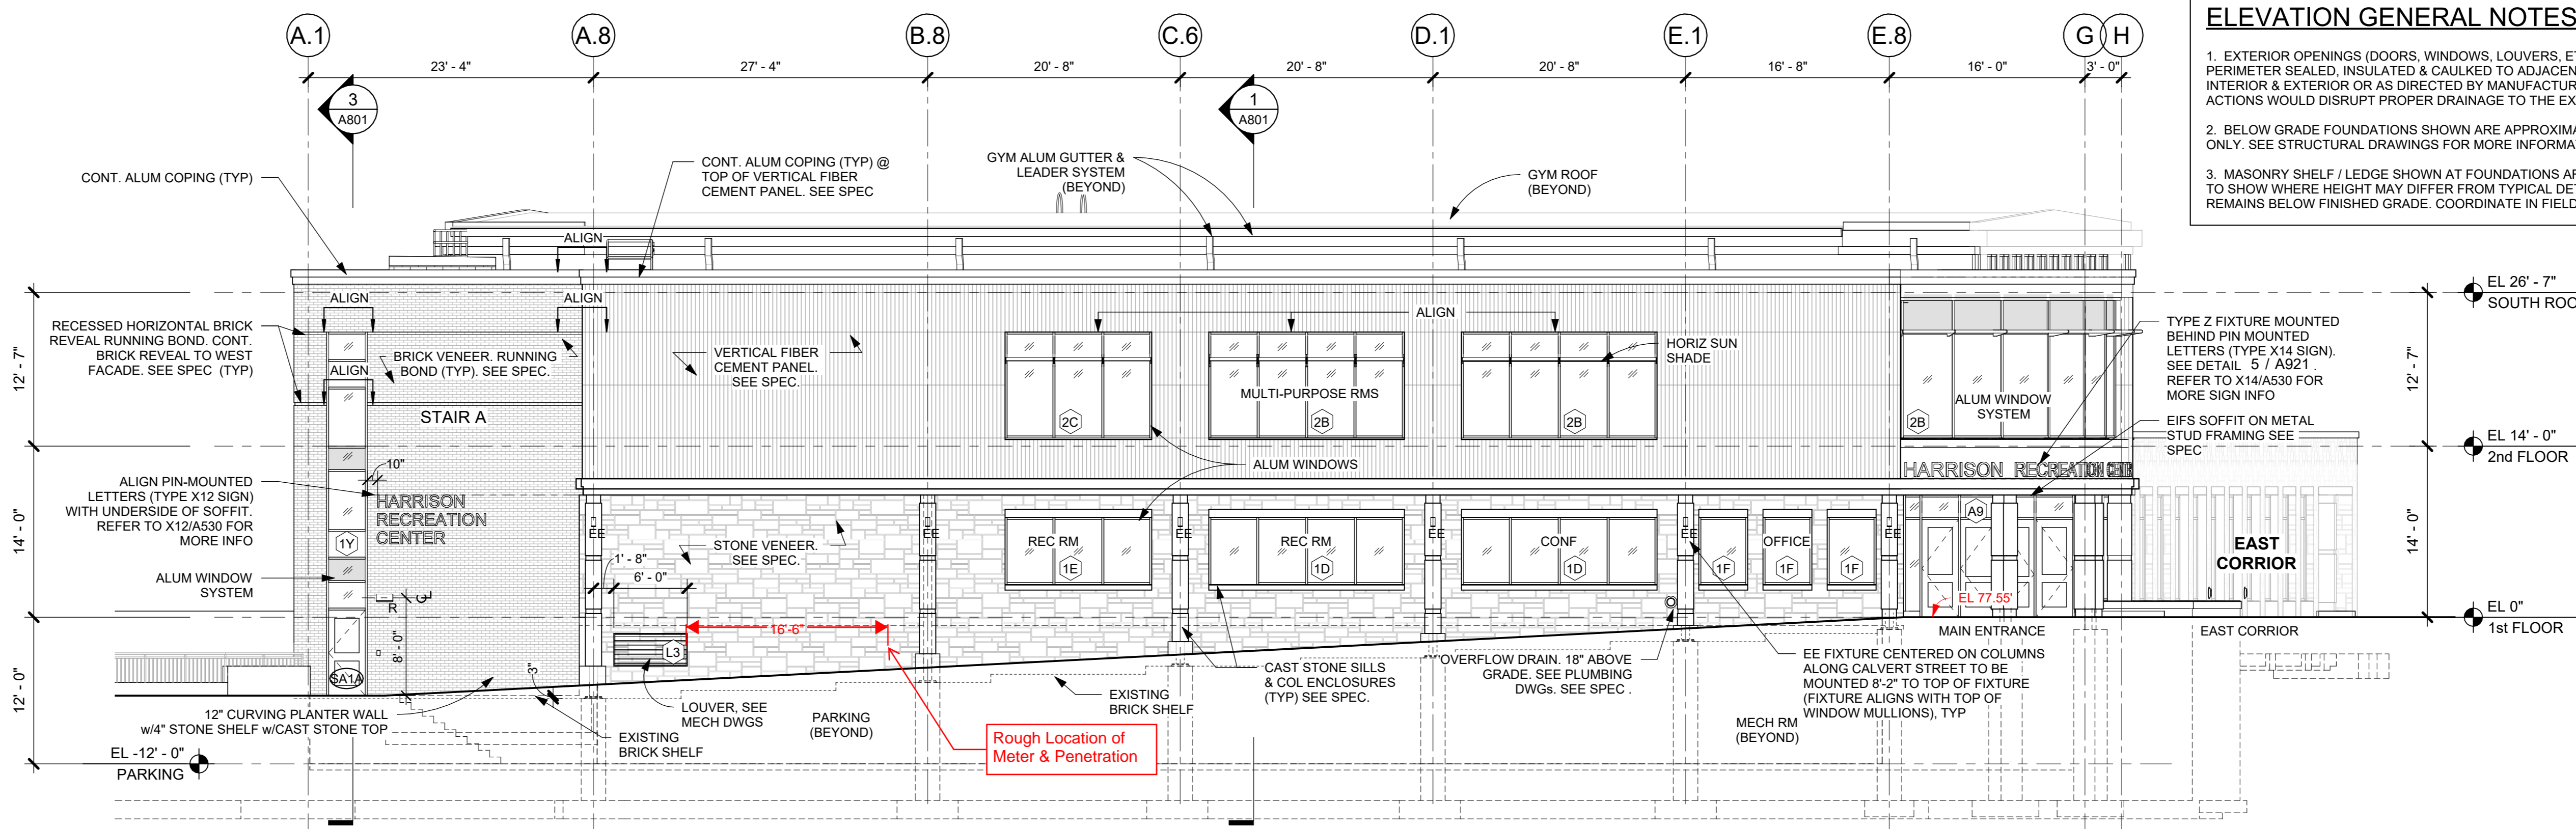 A.1
A.8
B.8
C.6
D.1
E.1
E.8
G
H
23' - 4"
27' - 4"
20' - 8"
20' - 8"
20' - 8"
16' - 8"
16' - 0"
3' - 0"
3
A801
1
A801
ELEVATION GENERAL NOTES
1. EXTERIOR OPENINGS (DOORS, WINDOWS, LOUVERS,
PERIMETER SEALED, INSULATED & CAULKED TO
INTERIOR & EXTERIOR OR AS DIRECTED BY
ACTIONS WOULD DISRUPT PROPER DRAINAGE TO THE
2. BELOW GRADE FOUNDATIONS SHOWN ARE
ONLY. SEE STRUCTURAL DRAWINGS FOR MORE
3. MASONRY SHELF / LEDGE SHOWN AT FOUNDATIONS
TO SHOW WHERE HEIGHT MAY DIFFER FROM TYPICAL
REMAINS BELOW FINISHED GRADE. COORDINATE IN FIELD
CONT. ALUM COPING (TYP)
CONT. ALUM COPING (TYP) @
TOP OF VERTICAL FIBER
CEMENT PANEL. SEE SPEC
GYM ALUM GUTTER &
LEADER SYSTEM
(BEYOND)
GYM ROOF
(BEYOND)
ALIGN
ALIGN
ALIGN
ALIGN
ALIGN
RECESSED HORIZONTAL BRICK
REVEAL RUNNING BOND. CONT.
BRICK REVEAL TO WEST
FACADE. SEE SPEC (TYP)
BRICK VENEER. RUNNING
BOND (TYP). SEE SPEC.
STAIR A
VERTICAL FIBER
CEMENT PANEL.
SEE SPEC.
MULTI-PURPOSE RMS
2C
2B
2B
2B
HORIZ SUN
SHADE
ALUM WINDOW
SYSTEM
ALUM WINDOWS
TYPE Z FIXTURE MOUNTED
BEHIND PIN MOUNTED
LETTERS (TYPE X14 SIGN).
SEE DETAIL 5 / A921 .
REFER TO X14/A530 FOR
MORE SIGN INFO
EIFS SOFFIT ON METAL
STUD FRAMING SEE
SPEC
EL 26' - 7"
SOUTH
EL 14' - 0"
2nd FLOOR
EL 0"
1st FLOOR
12' - 7"
14' - 0"
12' - 0"
12' - 7"
14' - 0"
ALIGN PIN-MOUNTED
LETTERS (TYPE X12 SIGN)
WITH UNDERSIDE OF SOFFIT.
REFER TO X12/A530 FOR
MORE INFO
10"
HARRISON
RECREATION
CENTER
1Y
ALUM WINDOW
SYSTEM
R
8' - 0"
SA1A
HARRISON RECREATION
STONE VENEER.
SEE SPEC.
1' - 8"
6' - 0"
L3
16'-6"
EE
EE
EE
EE
EE
EE
REC RM
1E
REC RM
1D
CONF
1D
OFFICE
1F
1F
1F
A9
EL 77.55'
EAST
CORRIOR
MAIN ENTRANCE
EAST CORRIOR
3"
12" CURVING PLANTER WALL
w/4" STONE SHELF w/CAST STONE TOP
EXISTING
BRICK SHELF
LOUVER, SEE
MECH DWGS
PARKING
(BEYOND)
Rough Location of
Meter & Penetration
EXISTING
BRICK SHELF
CAST STONE SILLS
& COL ENCLOSURES
(TYP) SEE SPEC.
OVERFLOW DRAIN. 18" ABOVE
GRADE. SEE PLUMBING
DWGs. SEE SPEC .
EE FIXTURE CENTERED ON COLUMNS
ALONG CALVERT STREET TO BE
MOUNTED 8'-2" TO TOP OF FIXTURE
(FIXTURE ALIGNS WITH TOP OF
WINDOW MULLIONS), TYP
MECH RM
(BEYOND)
EL -12' - 0"
PARKING